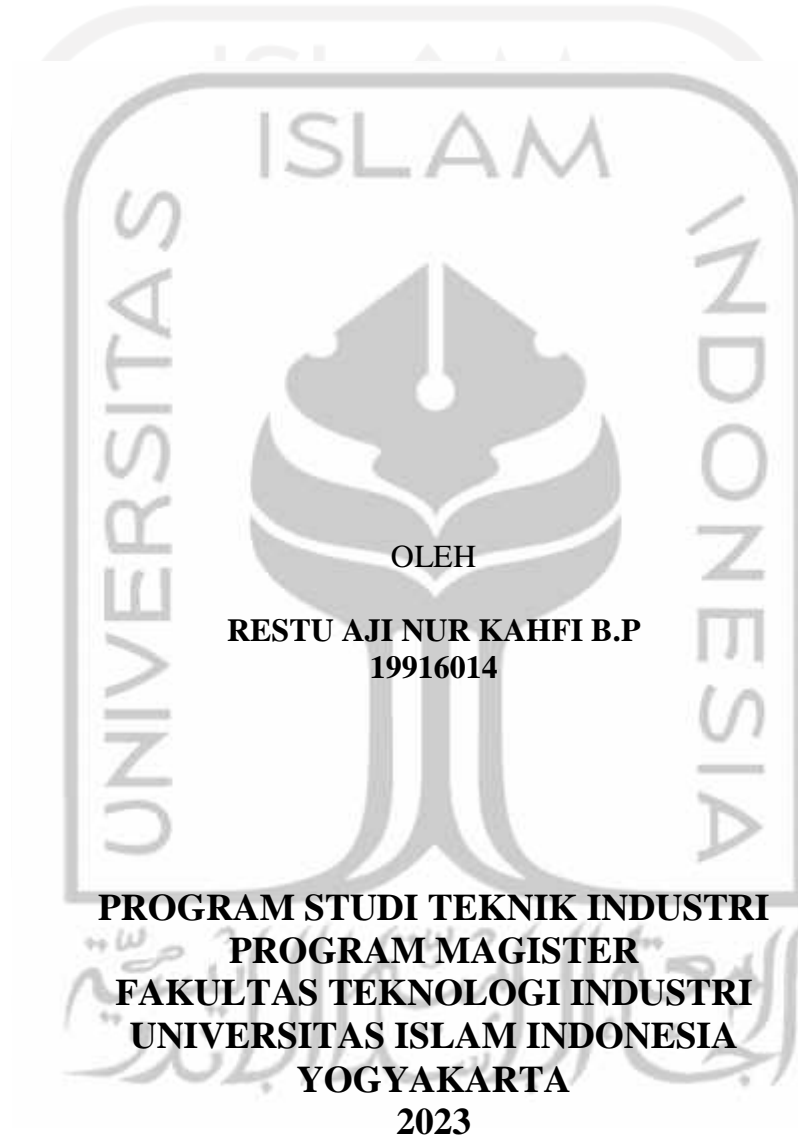 ISLAM
UNIVERSITAS
INDONESIA
OLEH
RESTU AJI NUR KAHFI B.P
19916014
PROGRAM STUDI TEKNIK INDUSTRI
PROGRAM MAGISTER
FAKULTAS TEKNOLOGI INDUSTRI
UNIVERSITAS ISLAM INDONESIA
YOGYAKARTA
2023